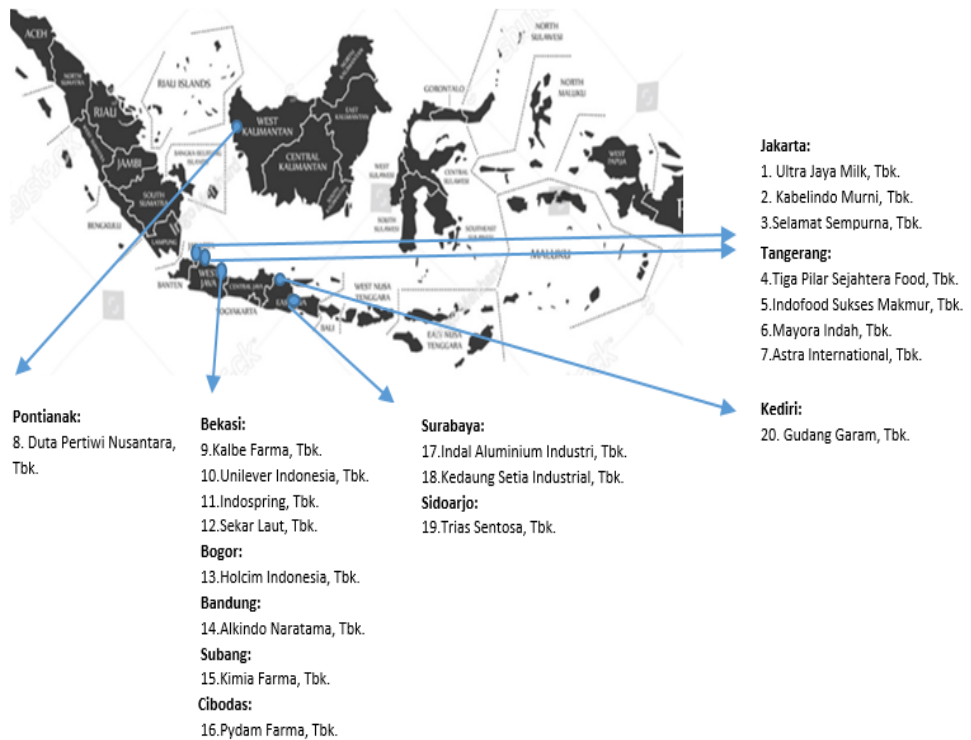 ACEH
NORTH
SUMATRA
RIAU
RIAU ISLANDS
JAMBI
BANGKA BELITUNG
ISLANDS
SOUTH
SUMATRA
BENGKULU
LAMPUNG
BANTEN
WEST
JAVA
CENTRAL JAVA
YOGYAKARTA
BALI
WEST NUSA
TENGGARA
EAST NUSA
TENGGARA
WEST
KALIMANTAN
CENTRAL
KALIMANTAN
EAST
KALIMANTAN
NORTH
SULAWESI
GORONTALO
NORTH
MALUKU
WEST
SULAWESI
CENTRAL
SULAWESI
SOUTH
SULAWESI
SOUTHEAST
SULAWESI
MALUKU
WEST
PAPUA
Jakarta:
1. Ultra Jaya Milk, Tbk.
2. Kabelindo Murni, Tbk.
3.Selamat Sempurna, Tbk.
Tangerang:
4.Tiga Pilar Sejahtera Food, Tbk.
5.Indofood Sukses Makmur, Tbk.
6.Mayora Indah, Tbk.
7.Astra International, Tbk.
Kediri:
20. Gudang Garam, Tbk.
Pontianak:
8. Duta Pertiwi Nusantara,
Tbk.
Bekasi:
9.Kalbe Farma, Tbk.
10.Unilever Indonesia, Tbk.
11.Indospring, Tbk.
12.Sekar Laut, Tbk.
Bogor:
13.Holcim Indonesia, Tbk.
Bandung:
14.Alkindo Naratama, Tbk.
Subang:
15.Kimia Farma, Tbk.
Cibodas:
16.Pydam Farma, Tbk.
Surabaya:
17.Indal Aluminium Industri, Tbk.
18.Kedaung Setia Industrial, Tbk.
Sidoarjo:
19.Trias Sentosa, Tbk.